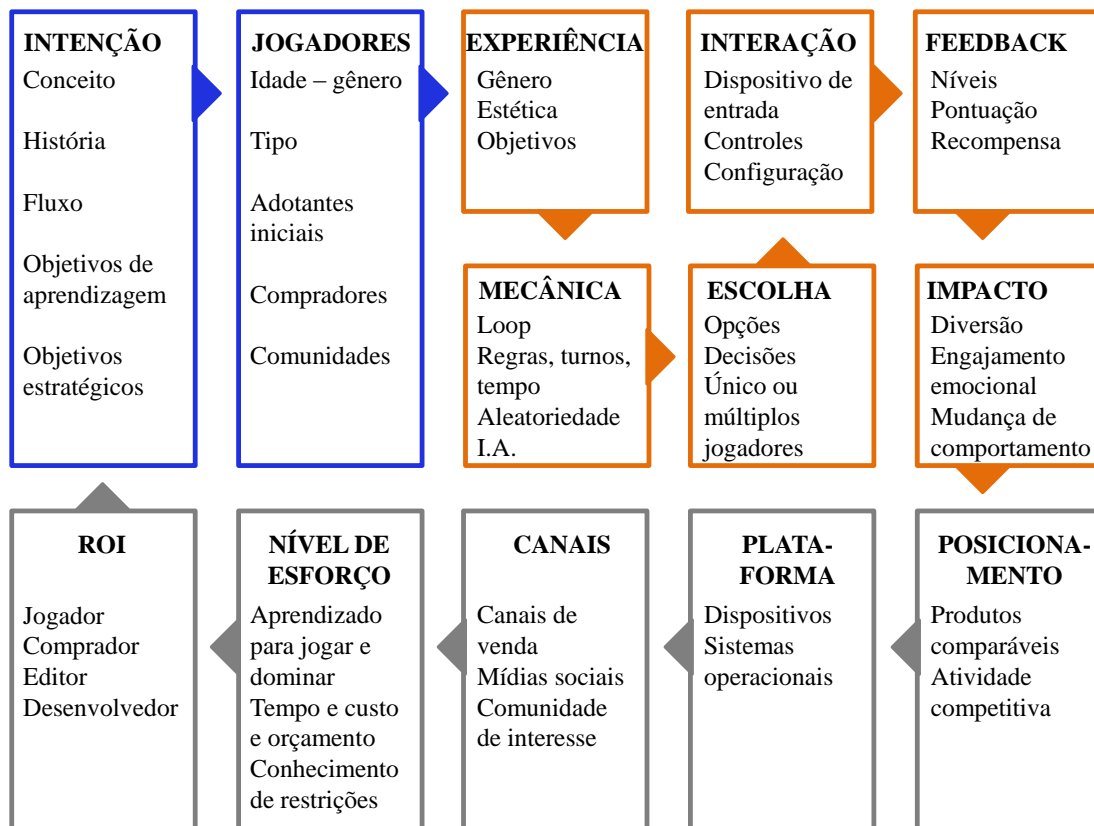 INTENÇÃO
Conceito
História
Fluxo
Objetivos de
aprendizagem
Objetivos
estratégicos
JOGADORES
Idade – gênero
Tipo
Adotantes
iniciais
Compradores
Comunidades
EXPERIÊNCIA
Gênero
Estética
Objetivos
MECÂNICA
Loop
Regras, turnos,
tempo
Aleatoriedade
I.A.
ESCOLHA
Opções
Decisões
Único ou
múltiplos
jogadores
INTERAÇÃO
Dispositivo de
entrada
Controles
Configuração
FEEDBACK
Níveis
Pontuação
Recompensa
IMPACTO
Diversão
Engajamento
emocional
Mudança de
comportamento
POSICIONA-
MENTO
Produtos
comparáveis
Atividade
competitiva
PLATA-
FORMA
Dispositivos
Sistemas
operacionais
CANAIS
Canais de
venda
Mídias sociais
Comunidade
de interesse
NÍVEL DE
ESFORÇO
Aprendizado
para jogar e
dominar
Tempo e custo
e orçamento
Conhecimento
de restrições
ROI
Jogador
Comprador
Editor
Desenvolvedor